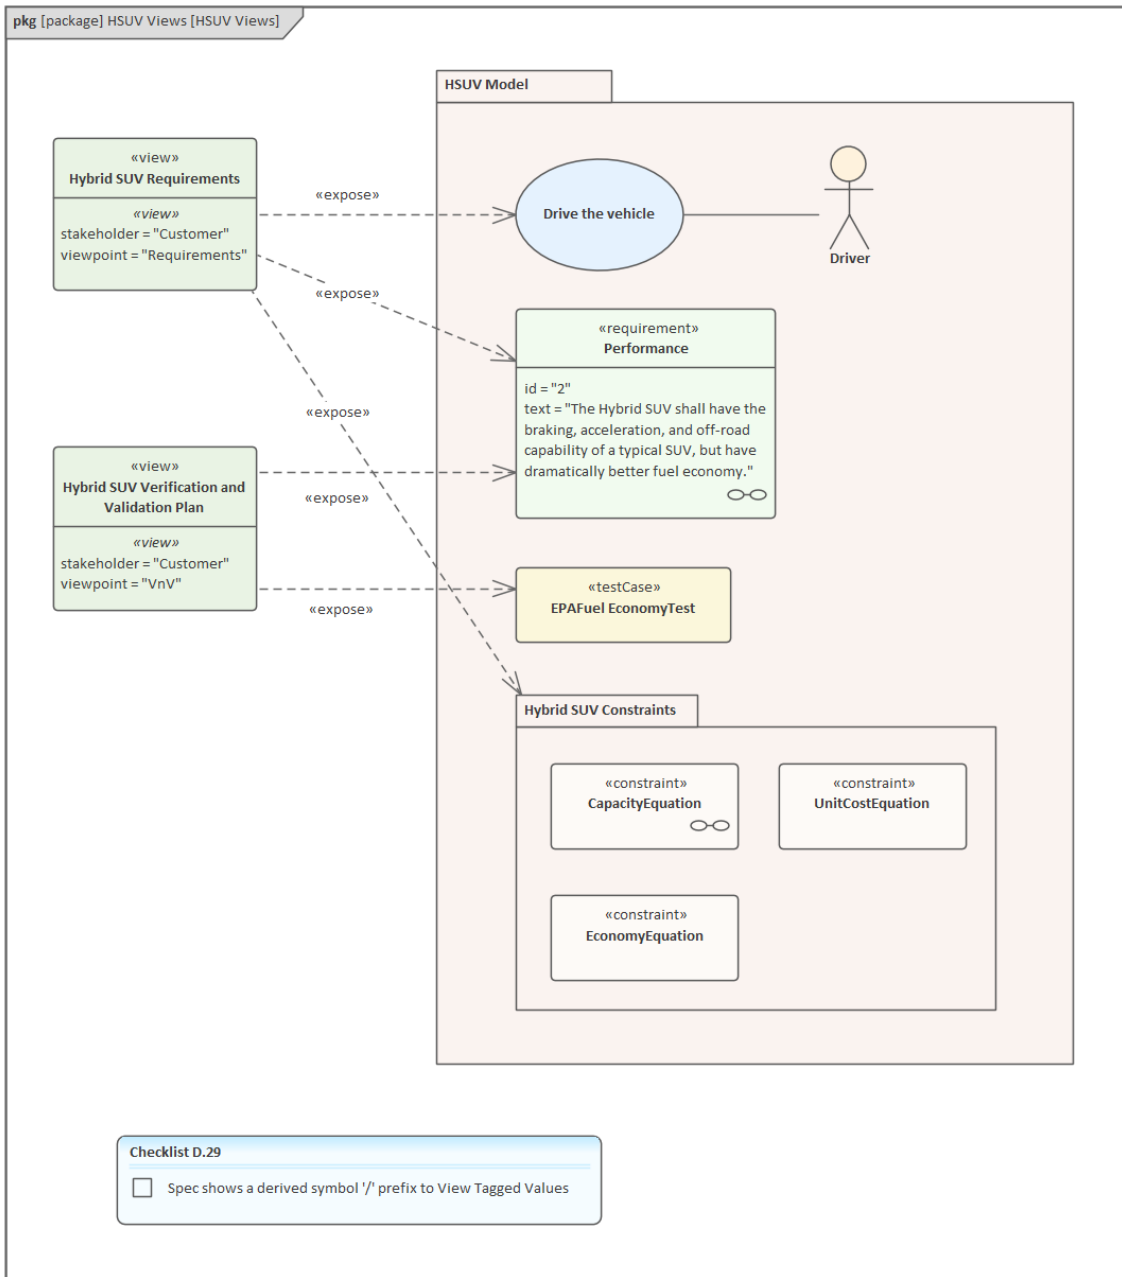 pkg [package] HSUV Views [HSUV Views]
HSUV Model
«view»
Hybrid SUV Requirements
«view»
stakeholder = "Customer"
viewpoint = "Requirements"
«expose»
Drive the vehicle
Driver
«expose»
«requirement»
Performance
id = "2"
text = "The Hybrid SUV shall have the
braking, acceleration, and off-road
capability of a typical SUV, but have
dramatically better fuel economy."
«expose»
«view»
Hybrid SUV Verification and
Validation Plan
«view»
stakeholder = "Customer"
viewpoint = "VnV"
«expose»
«expose»
«testCase»
EPAFuel EconomyTest
Hybrid SUV Constraints
«constraint»
CapacityEquation
«constraint»
UnitCostEquation
«constraint»
EconomyEquation
Checklist D.29
Spec shows a derived symbol '/' prefix to View Tagged Values